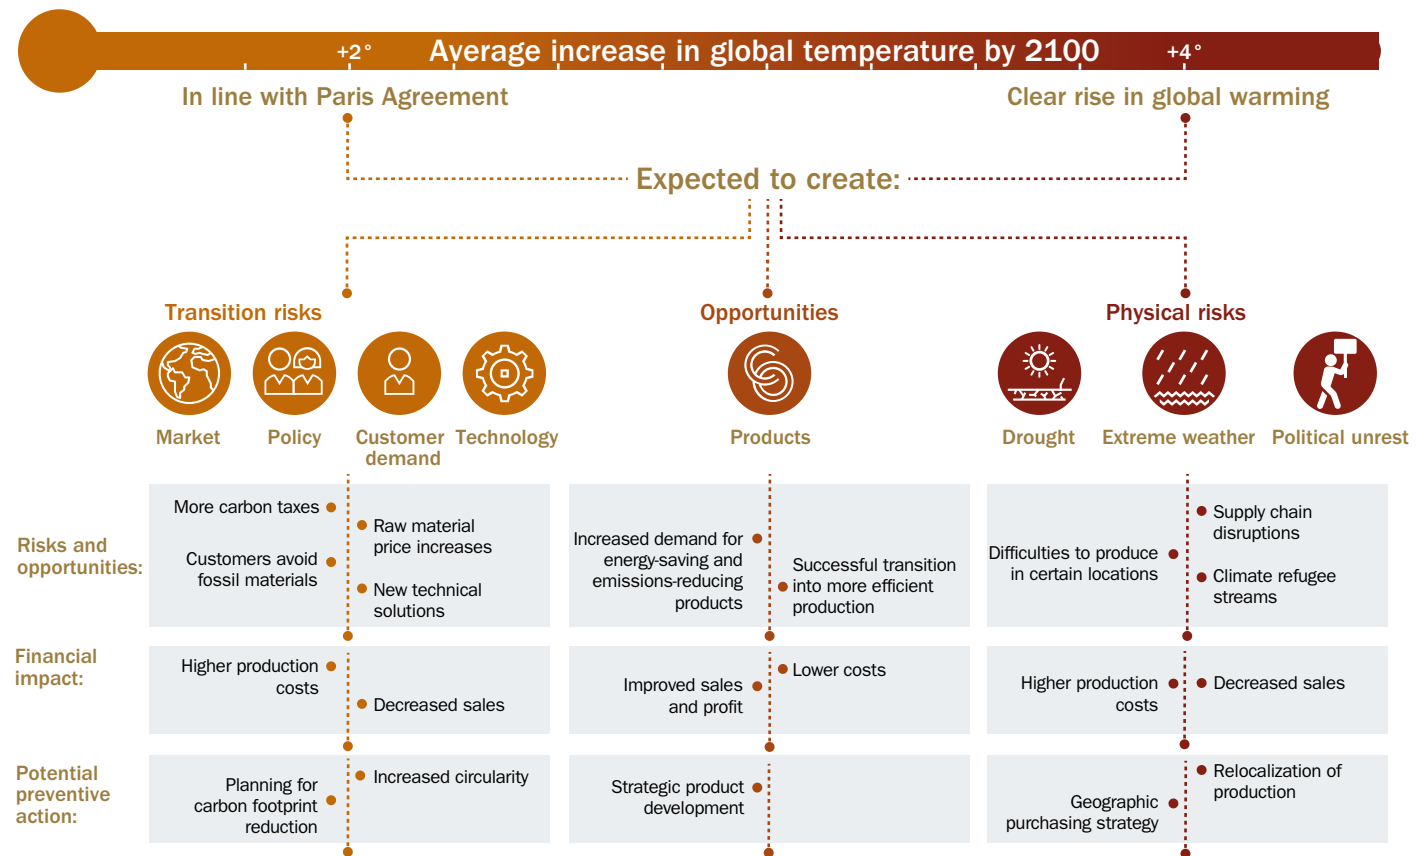 +2°
Average increase in global temperature by 2100
+4°
In line with Paris Agreement
Clear rise in global warming
Expected to create:
Transition risks
Opportunities
Physical risks
Market
Policy
Customer
demand
Technology
Products
Drought
Extreme weather
Political unrest
Risks and
opportunities:
More carbon taxes
Customers avoid
fossil materials
Raw material
price increases
New technical
solutions
Increased demand for
energy-saving and
emissions-reducing
products
Successful transition
into more efficient
production
Difficulties to produce
in certain locations
Supply chain
disruptions
Climate refugee
streams
Financial
impact:
Higher production
costs
Decreased sales
Improved sales
and profit
Lower costs
Higher production
costs
Decreased sales
Potential
preventive
action:
Planning for
carbon footprint
reduction
Increased circularity
Strategic product
development
Geographic
purchasing strategy
Relocalization of
production